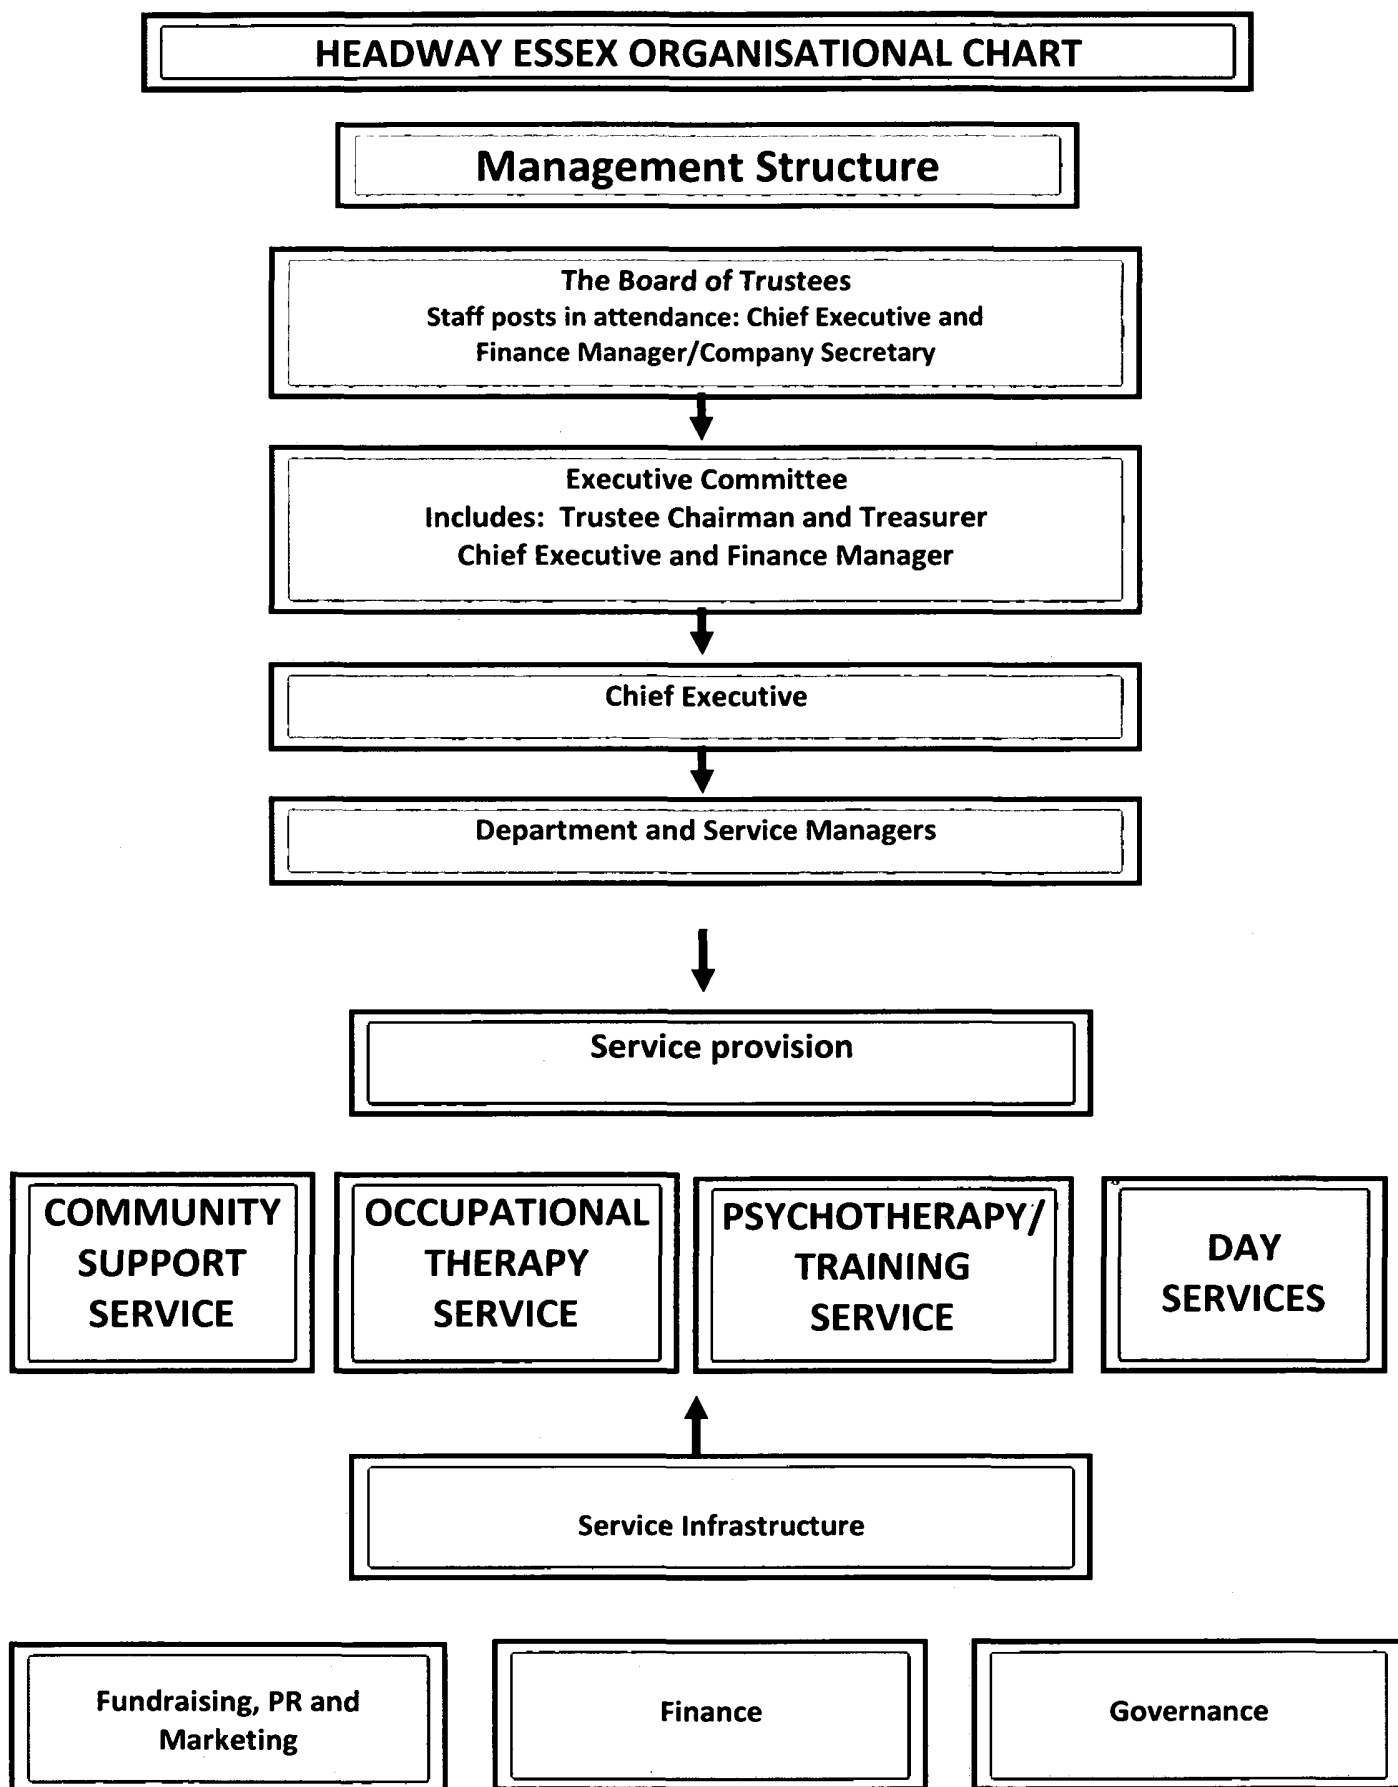 HEADWAY ESSEX ORGANISATIONAL CHART
Management Structure
The Board of Trustees
Staff posts in attendance: Chief Executive and
Finance Manager/Company Secretary
Executive Committee
Includes: Trustee Chairman and Treasurer
Chief Executive and Finance Manager
Chief Executive
Department and Service Managers
Service provision
COMMUNITY
SUPPORT
SERVICE
OCCUPATIONAL
THERAPY
SERVICE
PSYCHOTHERAPY/
TRAINING
SERVICE
DAY
SERVICES
Service Infrastructure
Fundraising, PR and
Marketing
Finance
Governance